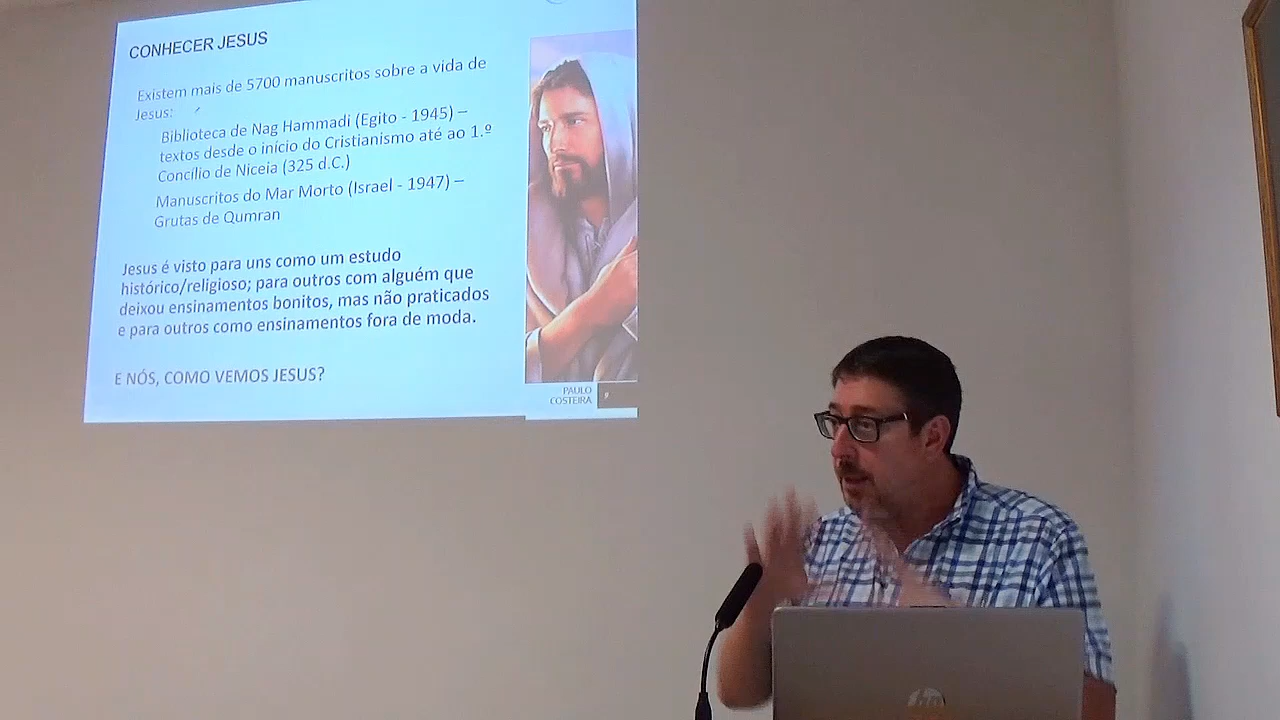 CONHECER JESUS
Existem mais de 5700 manuscritos sobre a vida de
Jesus:
Biblioteca de Nag Hammadi (Egito - 1945) –
textos desde o início do Cristianismo até ao 1.º
Concílio de Niceia (325 d.C.)
Manuscritos do Mar Morto (Israel - 1947) –
Grutas de Qumran
Jesus é visto para uns como um estudo
histórico/religioso; para outros com alguém que
deixou ensinamentos bonitos, mas não praticados
e para outros como ensinamentos fora de moda.
E NÓS, COMO VEMOS JESUS?
PAULO
COSTEIRA
hp